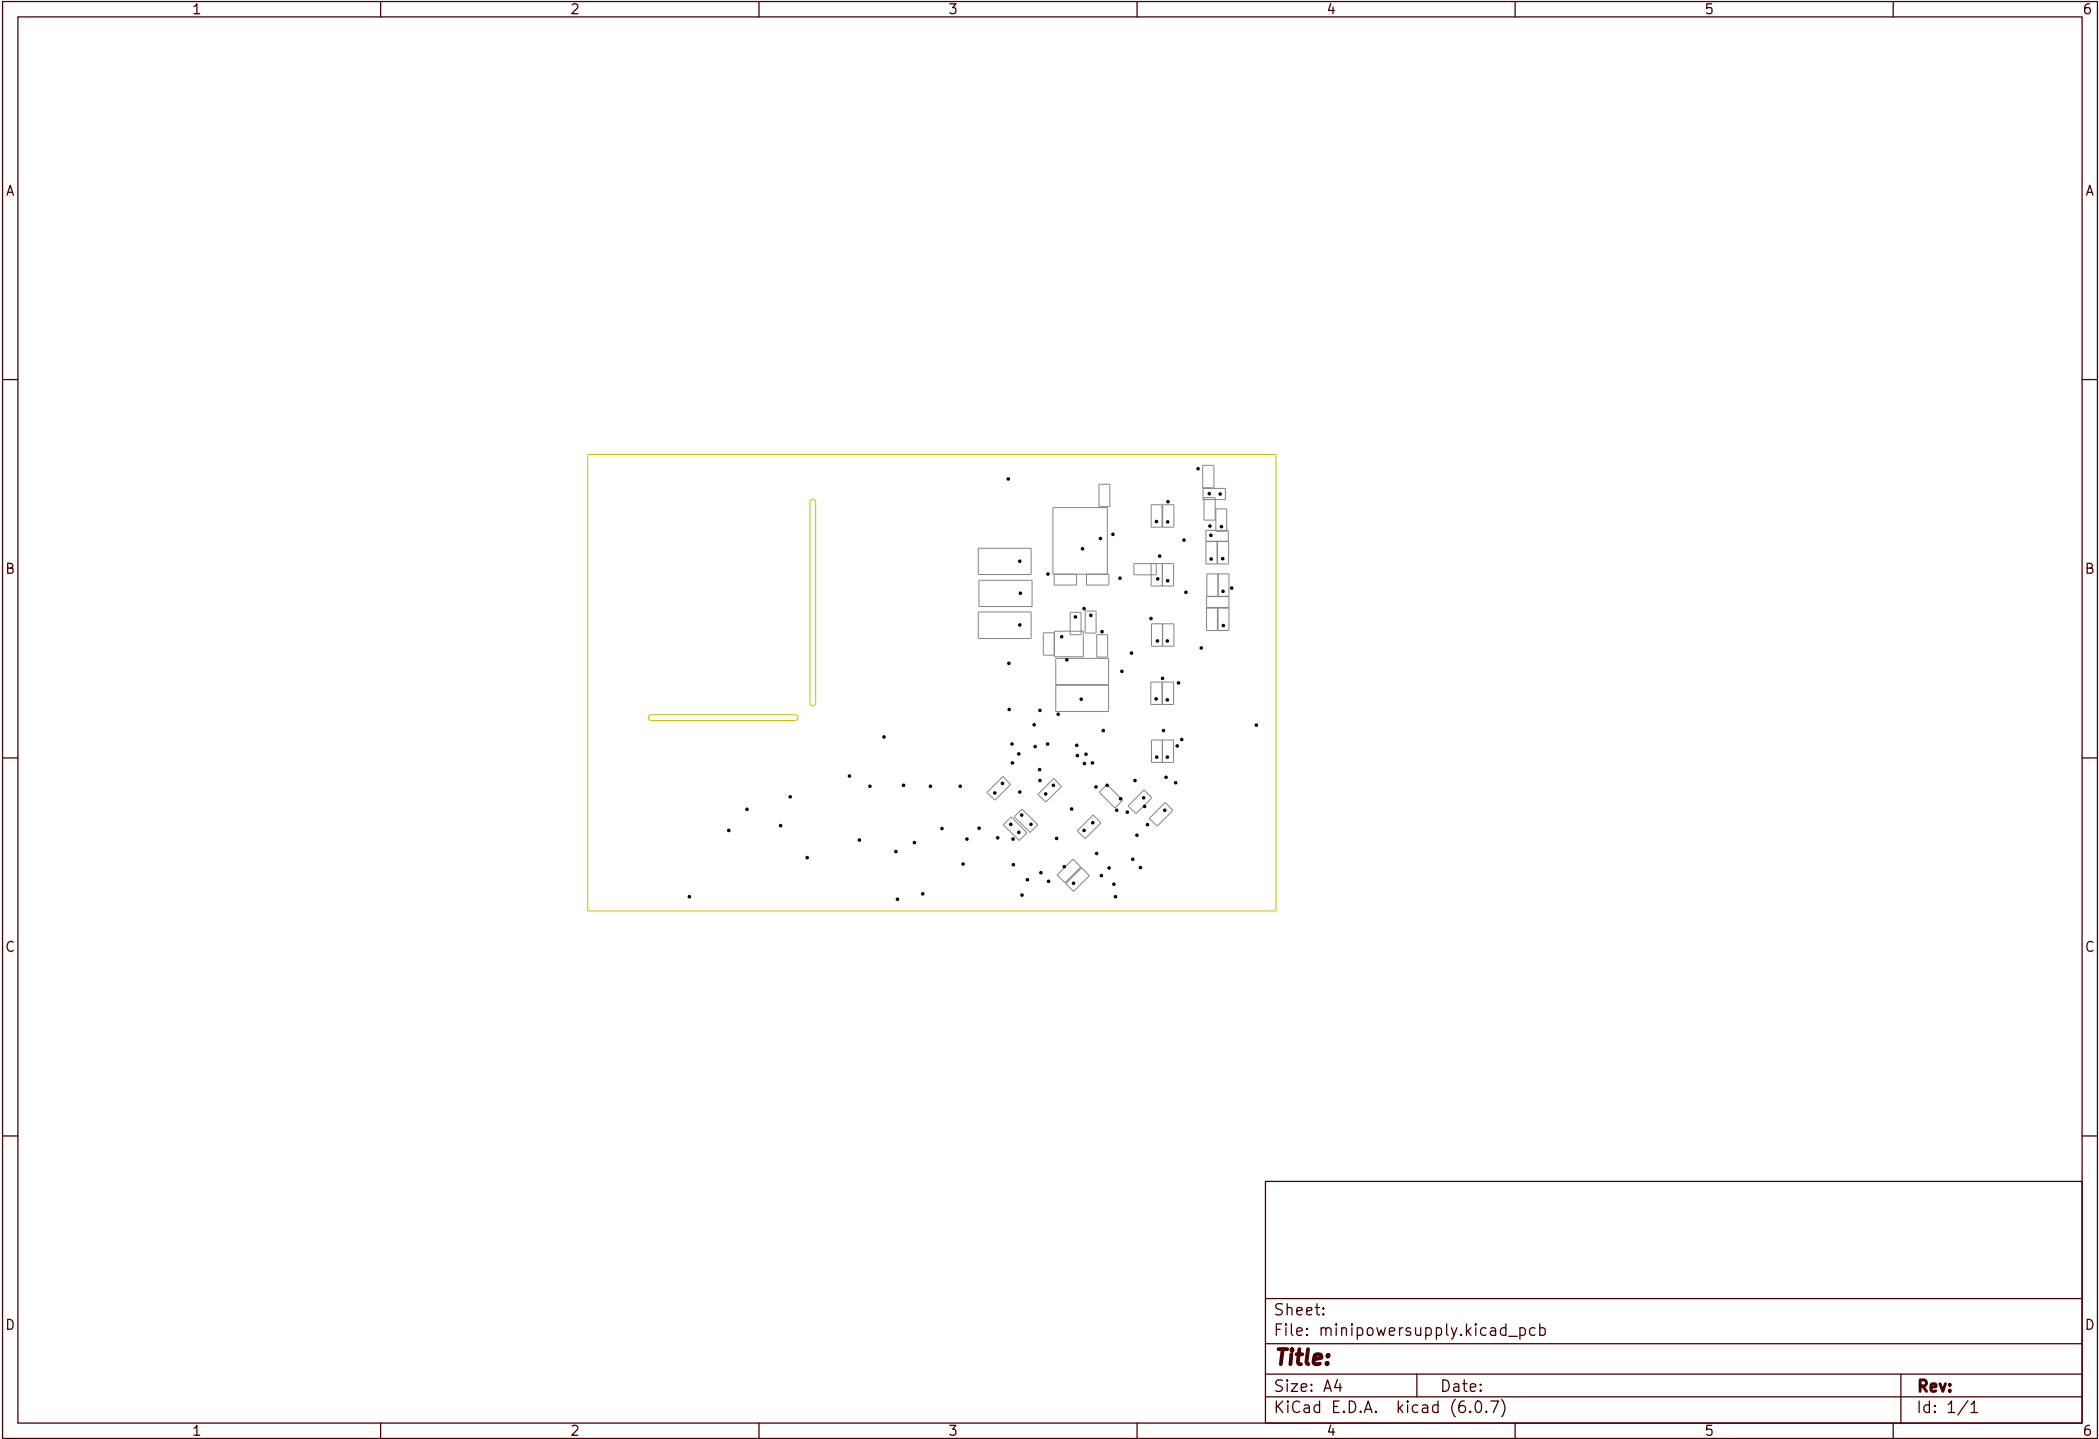 1 2 3 4 5 6
A A
B B
C C
D D
Sheet:
File: minipowersupply.kicad_pcb
Title:
Size: A4 Date: Rev:
KiCad E.D.A. kicad (6.0.7) Id: 1/1
1 2 3 4 5 6